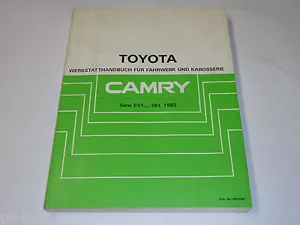 TOYOTA
WERKSTATTHANDBUCH FÜR FAHRWERK UND KAROSSERIE
CAMRY
Serie SV1... Okt. 1982